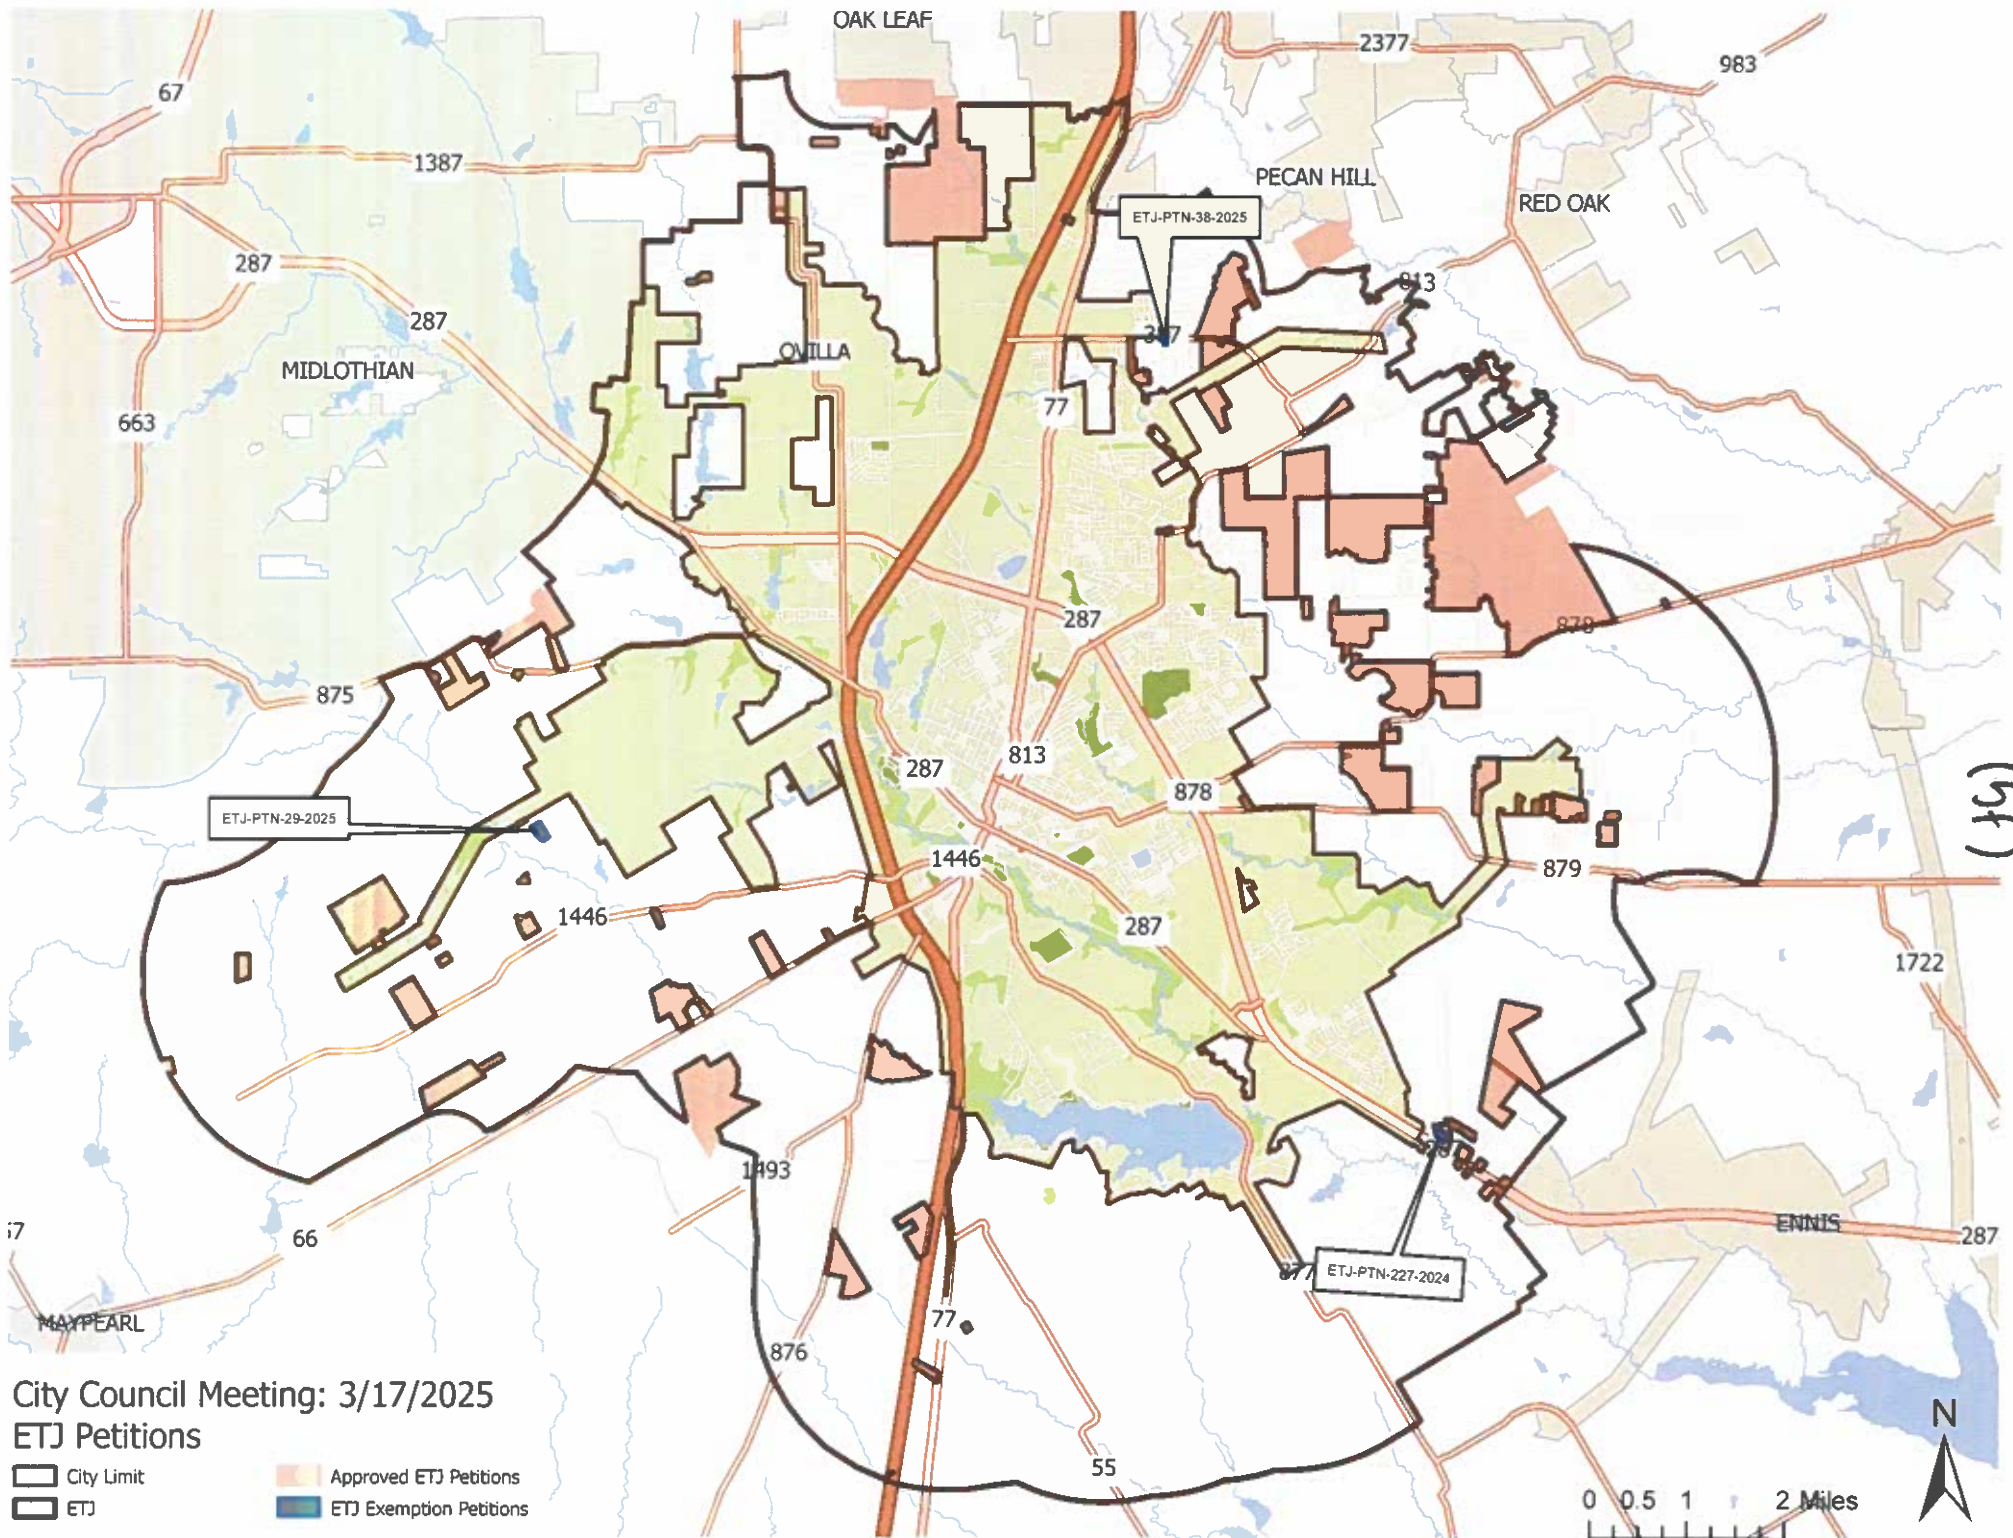 OAK LEAF
2377
983
67
1387
PECAN HILL
RED OAK
ETJ-PTN-38-2025
287
813
287
OVILLA
MIDLOTHIAN
77
663
287
878
875
813
287
878
ETJ-PTN-29-2025
(ty)
1446
879
1446
287
1722
1493
66
ENNIS
287
877
ETJ-PTN-227-2024
MAYPEARL
77
876
55
City Council Meeting: 3/17/2025
ETJ Petitions
City Limit
Approved ETJ Petitions
ETJ
ETJ Exemption Petitions
N
0 0.5 1 2 Miles